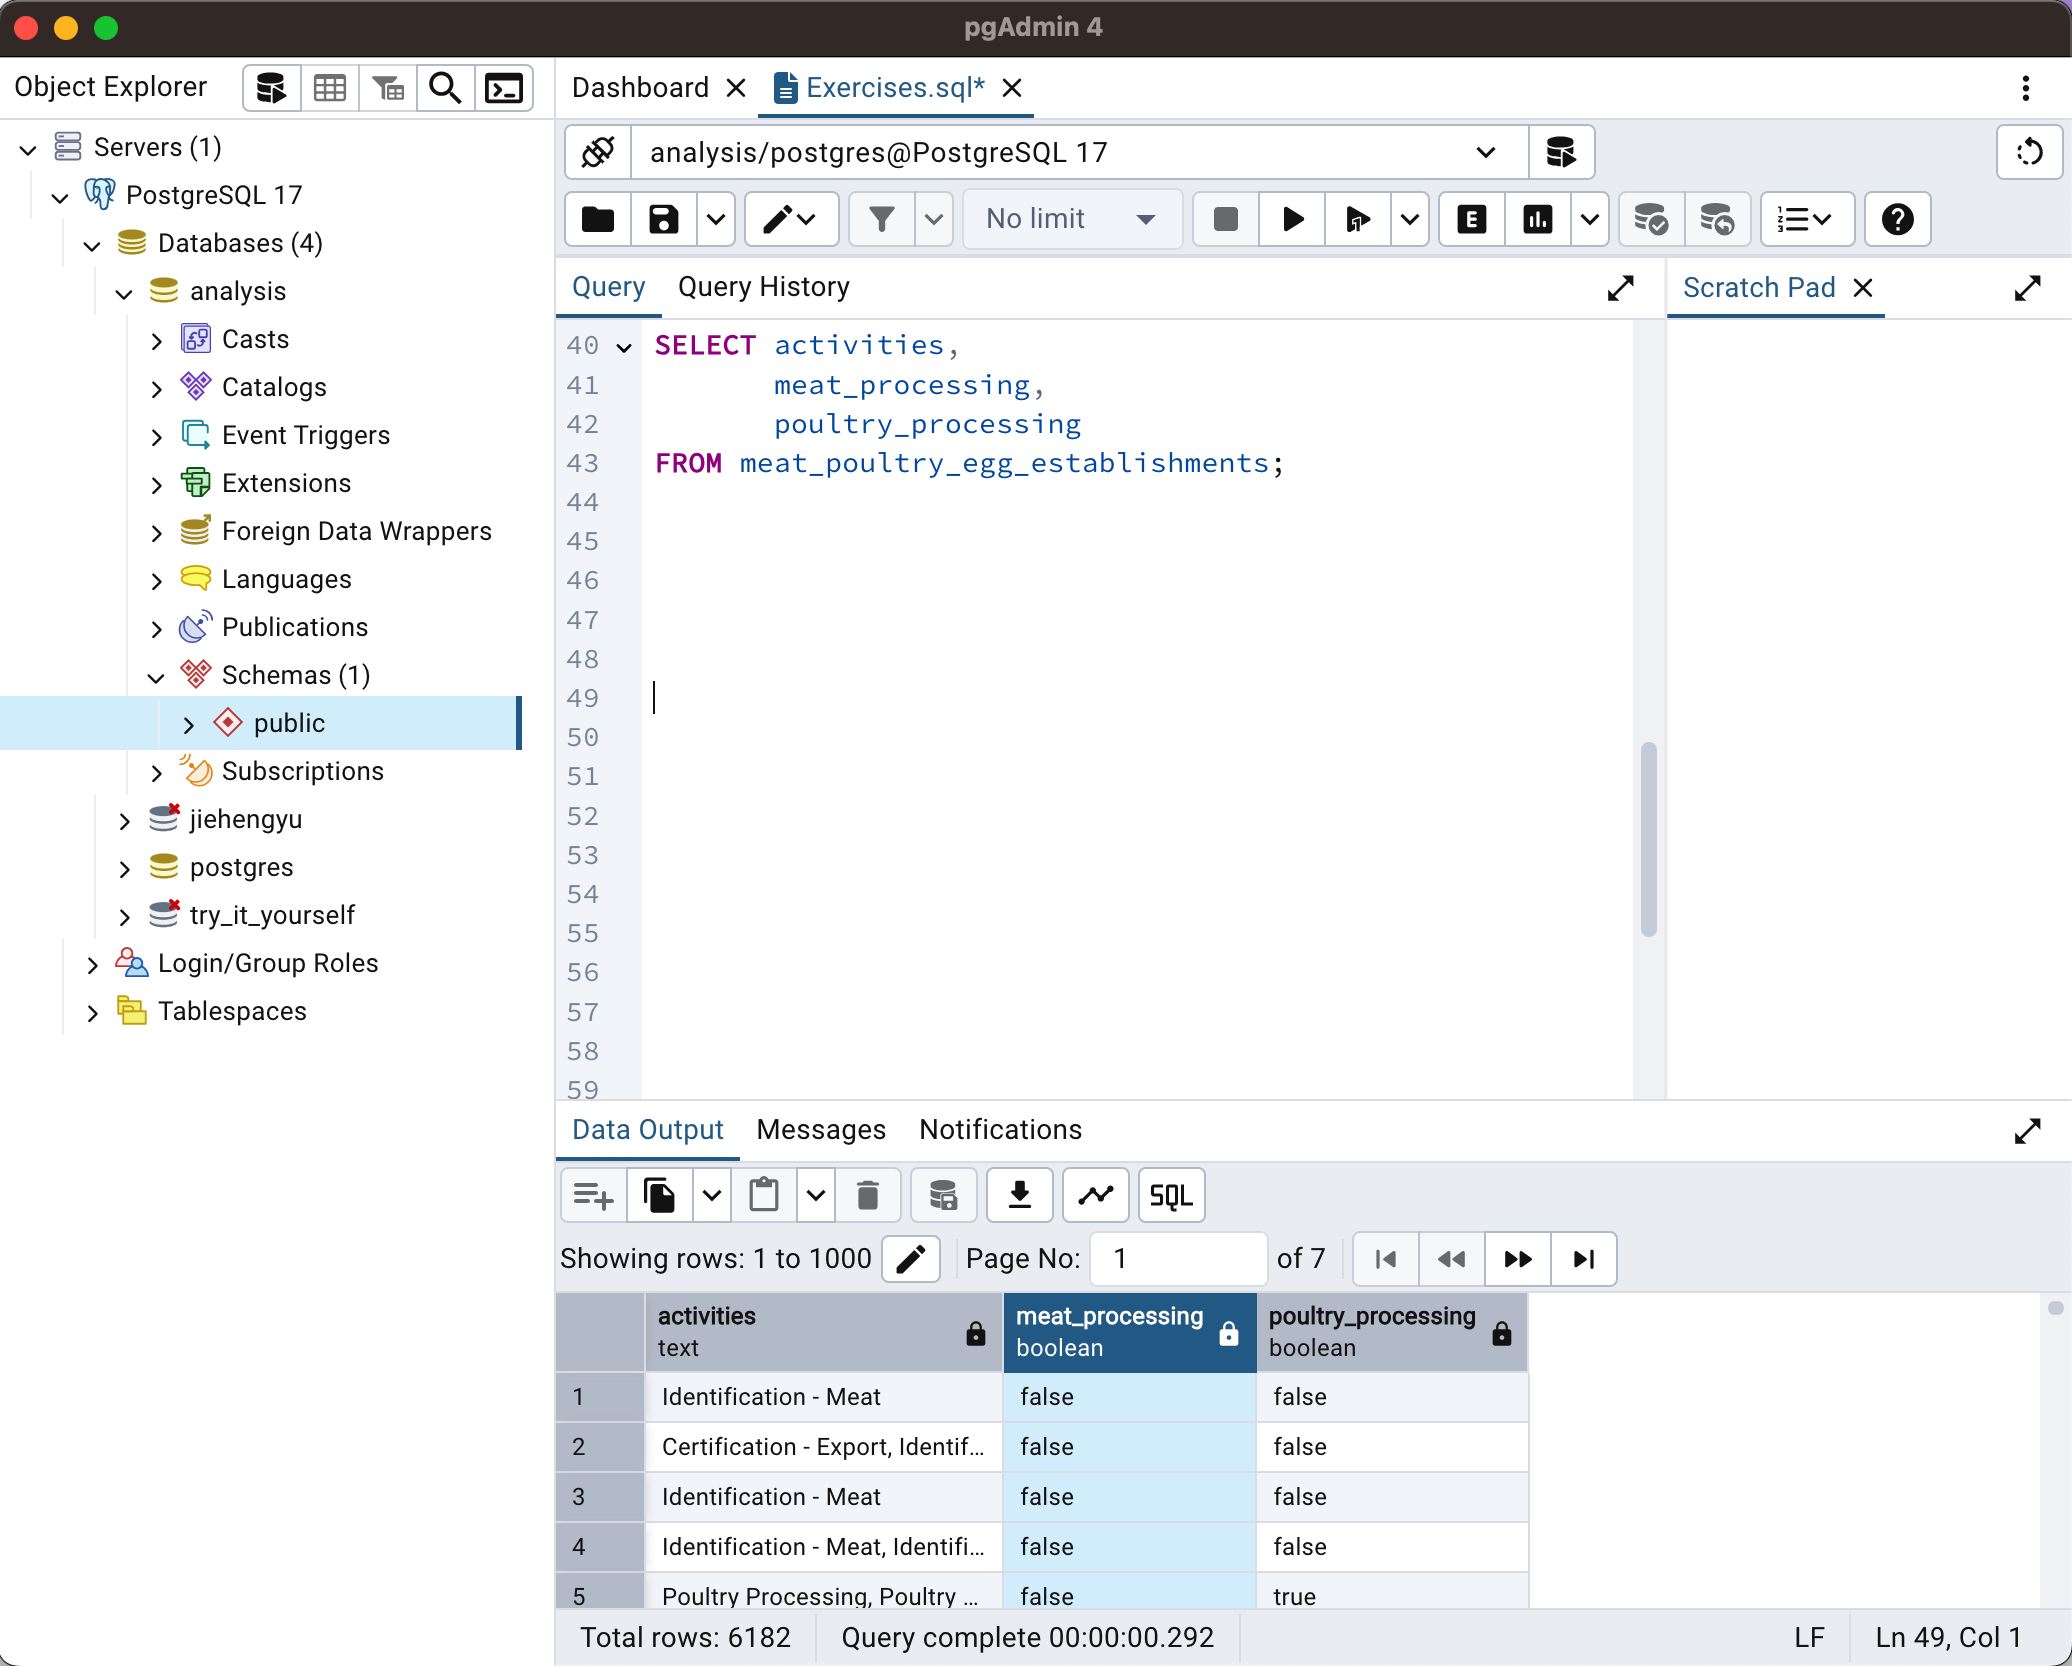 pgAdmin 4
Object Explorer
Servers (1)
PostgreSQL 17
Databases (4)
analysis
Casts
Catalogs
Event Triggers
Extensions
Foreign Data Wrappers
Languages
Publications
Schemas (1)
public
Subscriptions
jiehengyu
postgres
try_it_yourself
Login/Group Roles
Tablespaces
Dashboard Exercises.sql*
analysis/postgres@PostgreSQL 17
No limit E
Query Query History Scratch Pad
40 SELECT activities,
41 meat_processing,
42 poultry_processing
43 FROM meat_poultry_egg_establishments;
44
45
46
47
48
49
50
51
52
53
54
55
56
57
58
59
Data Output Messages Notifications
SQL
Showing rows: 1 to 1000 Page No: 1 of 7
activities meat_processing poultry_processing
text boolean boolean
1 Identification - Meat false false
2 Certification - Export, Identif... false false
3 Identification - Meat false false
4 Identification - Meat, Identifi... false false
5 Poultry Processing, Poultry ... false true
Total rows: 6182 Query complete 00:00:00.292 LF Ln 49, Col 1